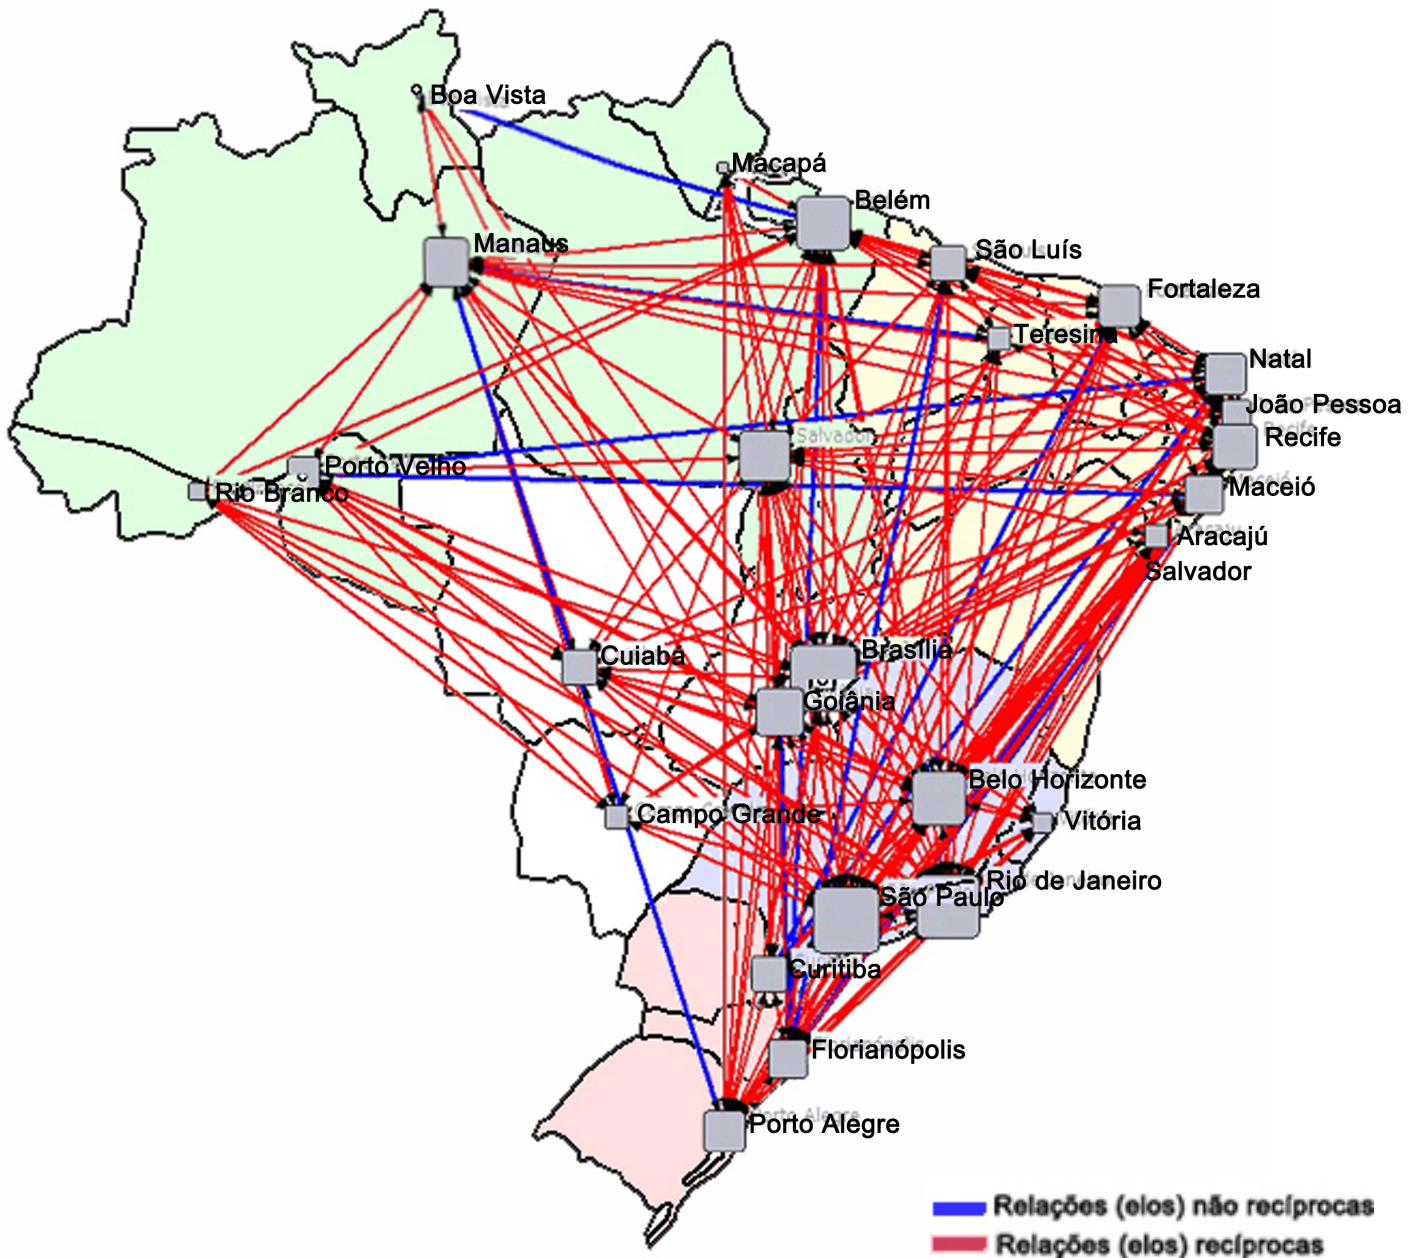 Boa Vista
Macapá
Belém
Manaus
São Luís
Fortaleza
Teresina
Natal
João Pessoa
Salvador
Recife
Porto Velho
Rio Branco
Maceió
Aracajú
Salvador
Brasília
Cuiabá
Goiânia
Belo Horizonte
Campo Grande
Vitória
Rio de Janeiro
São Paulo
Curitiba
Florianópolis
Porto Alegre
Relações (elos) não recíprocas
Relações (elos) recíprocas